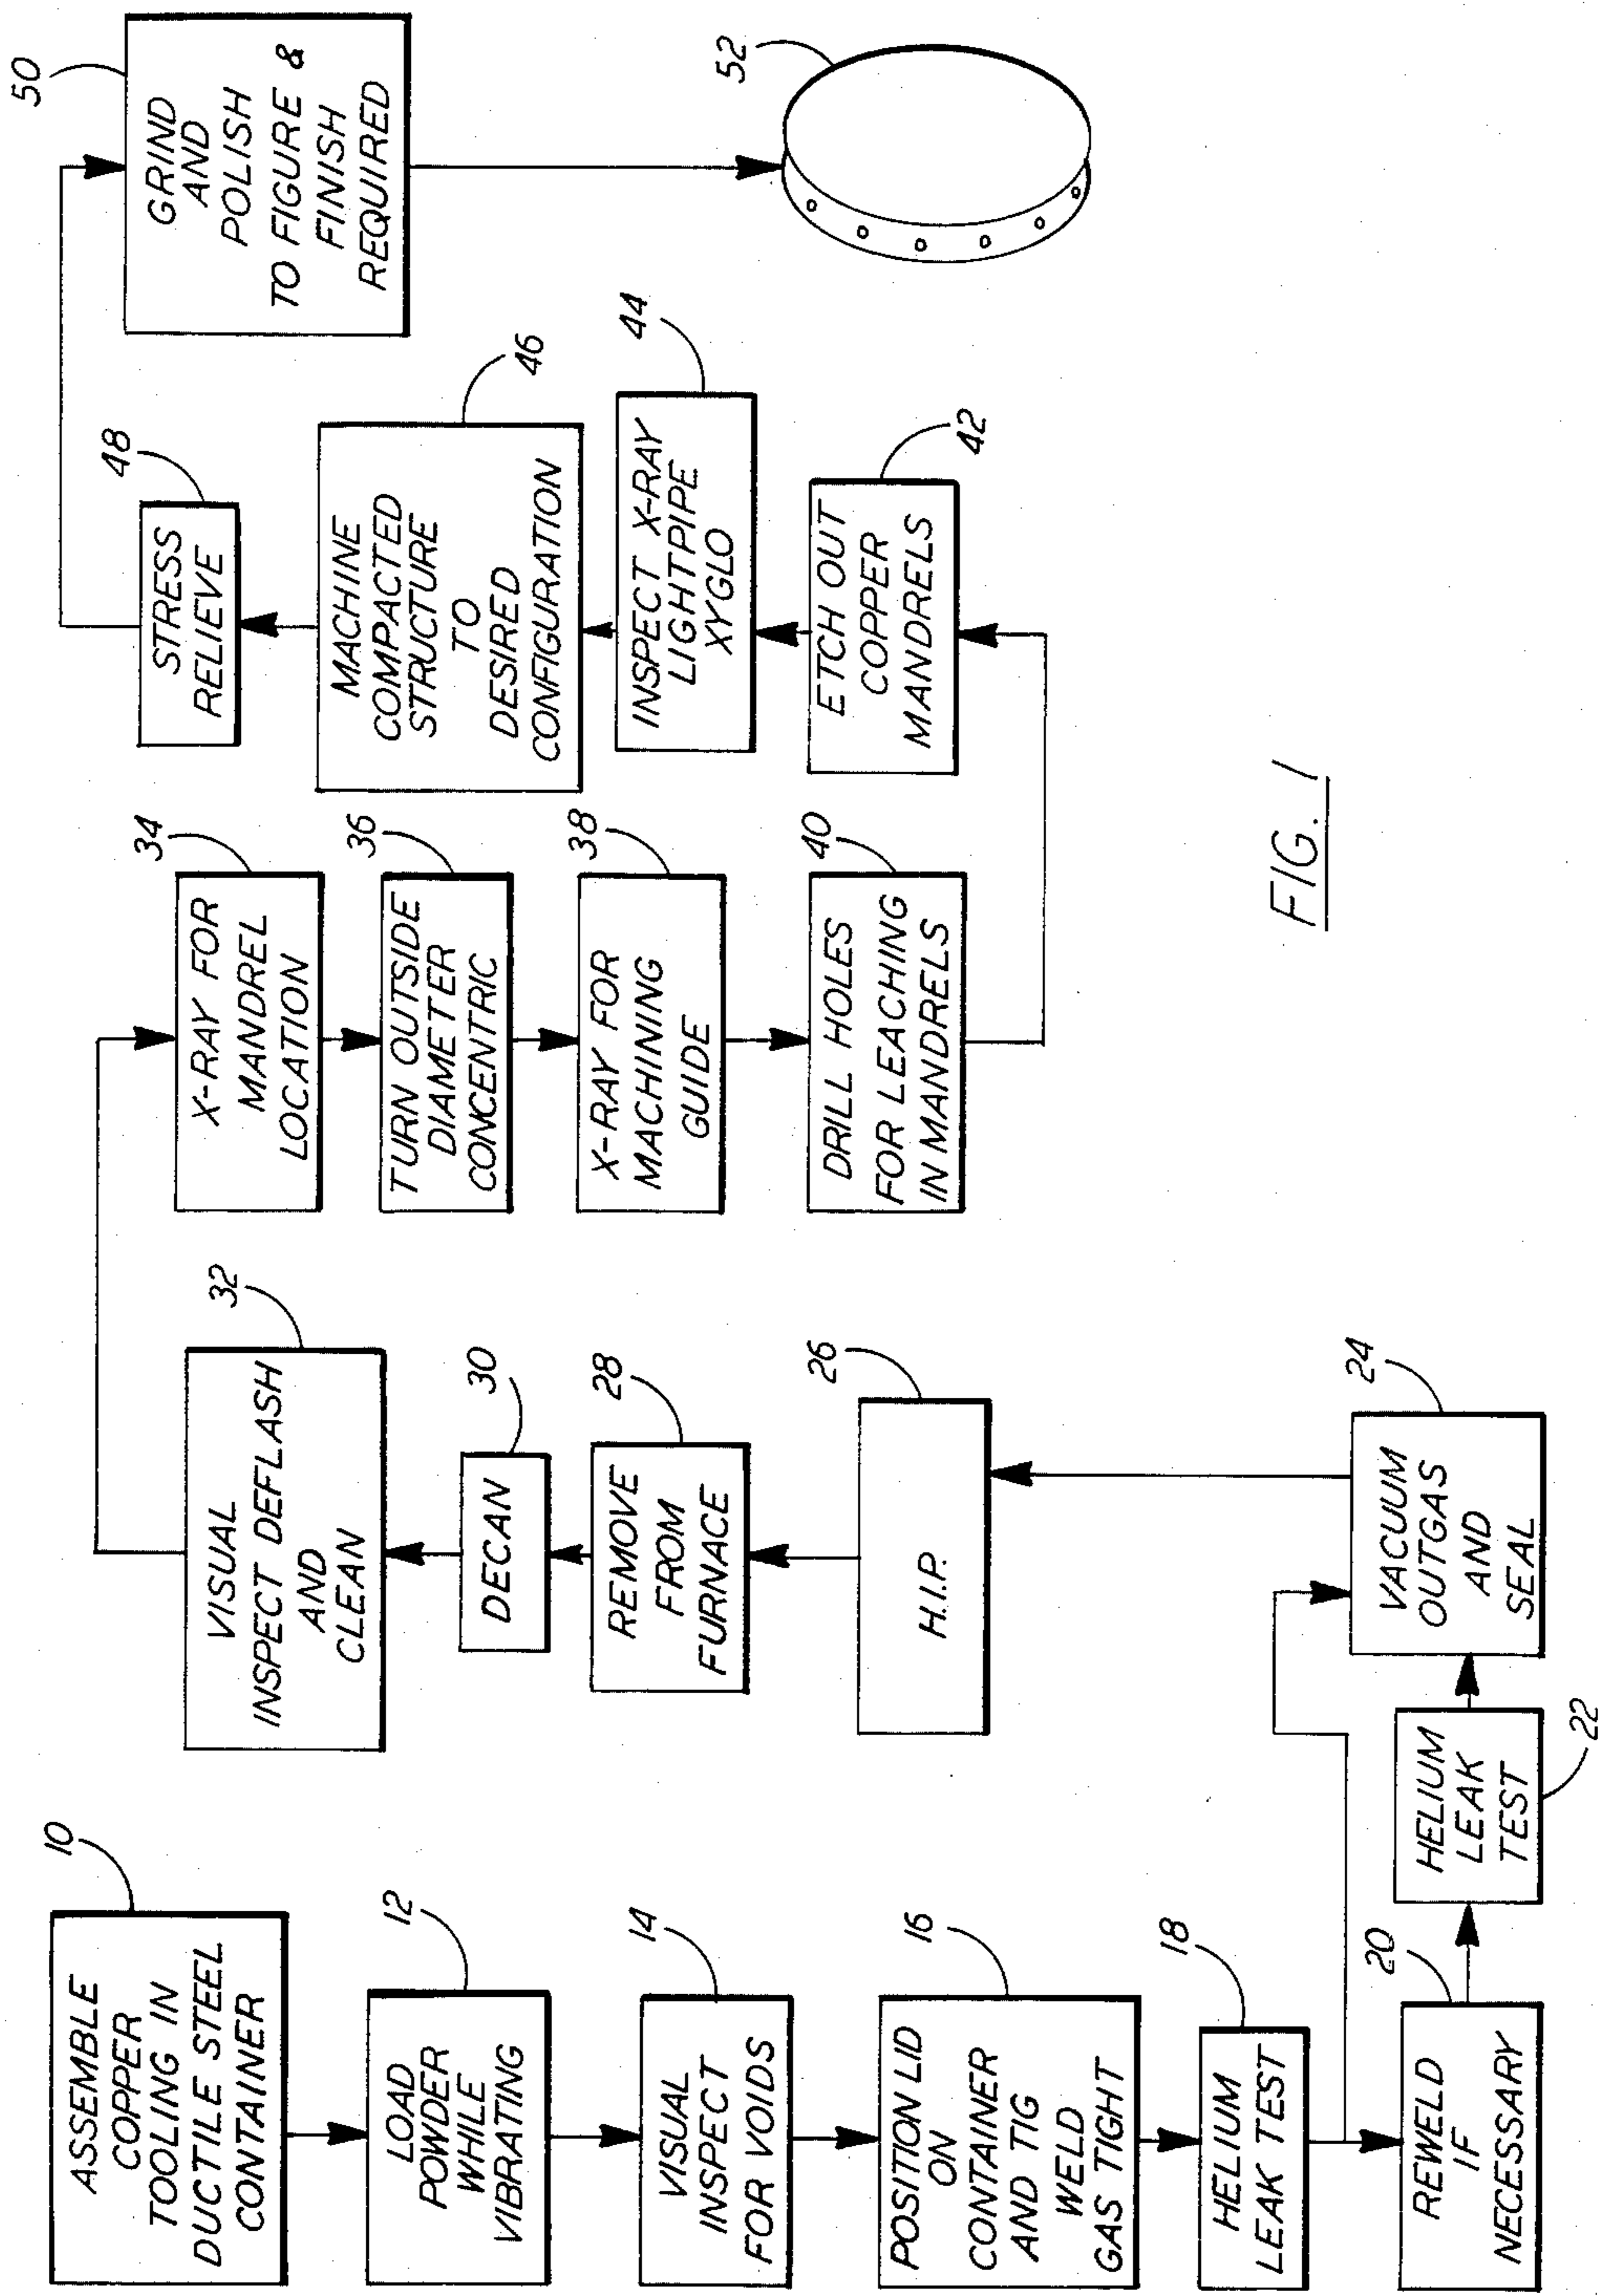 10
ASSEMBLE
COPPER
TOOLING IN
DUCTILE STEEL
CONTAINER
12
LOAD
POWDER
WHILE
VIBRATING
14
VISUAL
INSPECT
FOR VOIDS
16
POSITION LID
ON
CONTAINER
AND TIG
WELD
GAS TIGHT
18
HELIUM
LEAK TEST
20
REWELD
IF
NECESSARY
22
HELIUM
LEAK
TEST
24
VACUUM
OUTGAS
AND
SEAL
26
H.I.P.
28
REMOVE
FROM
FURNACE
30
DECAN
32
VISUAL
INSPECT DEFLASH
AND
CLEAN
34
X-RAY FOR
MANDREL
LOCATION
36
TURN OUTSIDE
DIAMETER
CONCENTRIC
38
X-RAY FOR
MACHINING
GUIDE
40
DRILL HOLES
FOR LEACHING
IN MANDRELS
42
ETCH OUT
COPPER
MANDRELS
44
INSPECT X-RAY
LIGHTPIPE
XYGLO
46
MACHINE
COMPACTED
STRUCTURE
TO
DESIRED
CONFIGURATION
48
STRESS
RELIEVE
50
GRIND
AND
POLISH
TO FIGURE &
FINISH
REQUIRED
52
FIG. 1